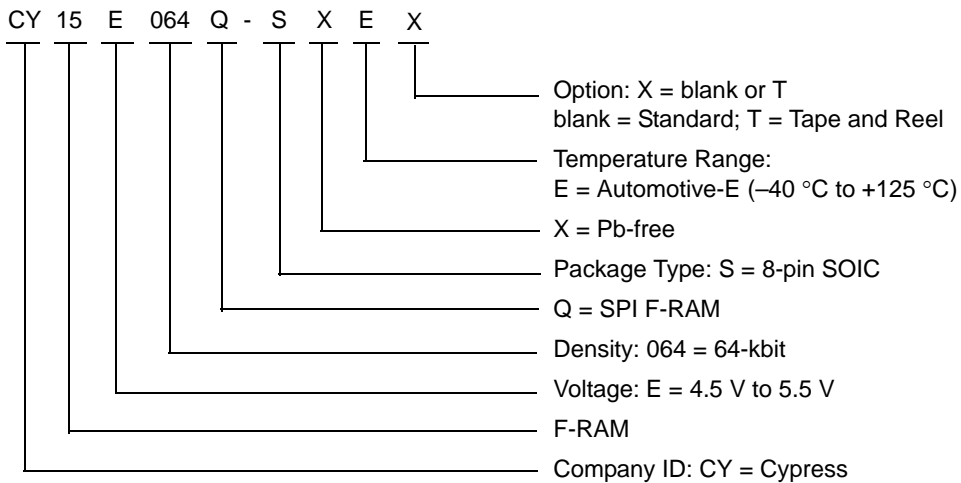 CY 15 E 064 Q - S X E X
Option: X = blank or T
blank = Standard; T = Tape and Reel
Temperature Range:
E = Automotive-E (–40 °C to +125 °C)
X = Pb-free
Package Type: S = 8-pin SOIC
Q = SPI F-RAM
Density: 064 = 64-kbit
Voltage: E = 4.5 V to 5.5 V
F-RAM
Company ID: CY = Cypress